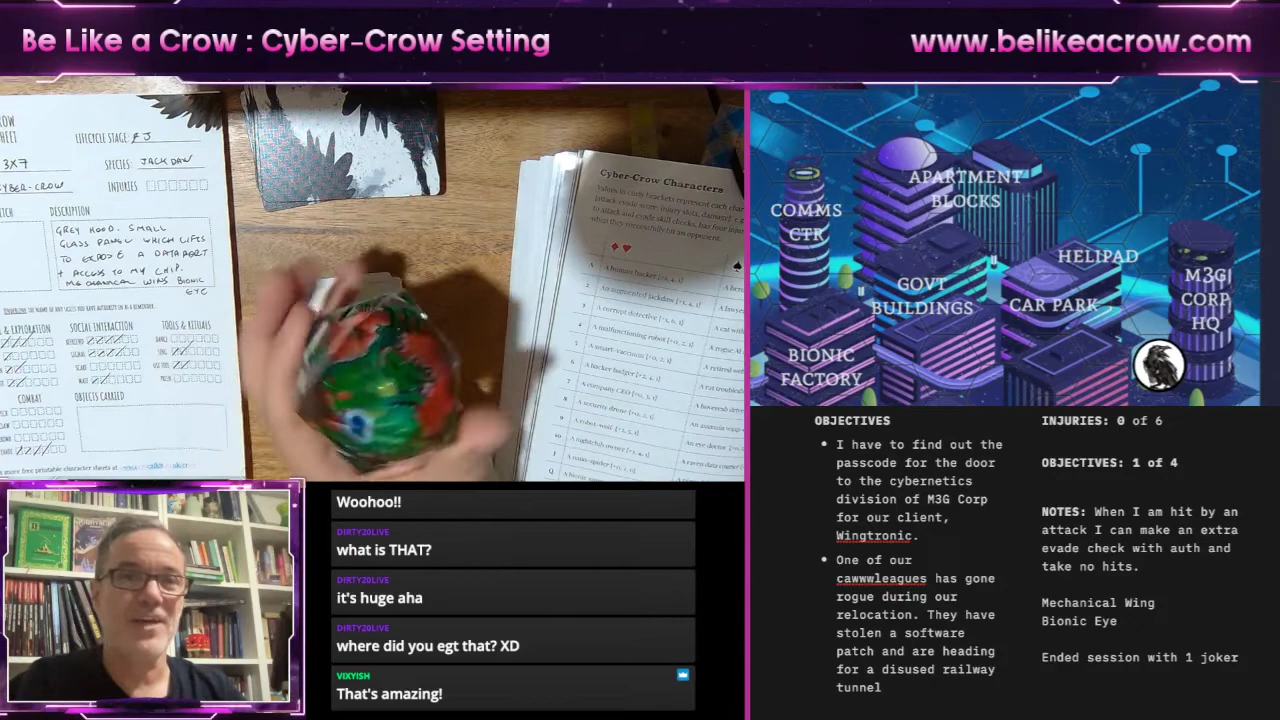 Be Like a Crow : Cyber-Crow Setting
www.belikeacrow.com
LIFECYCLE STAGE: FJ
3X7
SPECIES: JACKDAW
CYBER-CROW
INJURIES
DESCRIPTION
GREY HOOD. SMALL
GLASS PANEL WHICH LIFTS
TO EXPOSE A DATAPORT
+ ACCESS TO MY CHIP.
MECHANICAL WING BIONIC
EYE
SOCIAL INTERACTION
TOOLS & RITUALS
COMBAT
OBJECTS CARRIED
Cyber-Crow Characters
A human hacker
An augmented jackdaw
A corrupt detective
A malfunctioning robot
A smart-vaccuum
A hacker badger
A company CEO
A security drone
A robot-wolf
A nightclub owner
A nano-spider
APARTMENT
BLOCKS
COMMS
CTR
HELIPAD
GOVT
BUILDINGS
CAR PARK
M3G
CORP
HQ
BIONIC
FACTORY
Woohoo!!
DIRTY20LIVE
what is THAT?
DIRTY20LIVE
it's huge aha
DIRTY20LIVE
where did you egt that? XD
VIXYISH
That's amazing!
OBJECTIVES
• I have to find out the
passcode for the door
to the cybernetics
division of M3G Corp
for our client,
Wingtronic.
• One of our
cawwwleagues has gone
rogue during our
relocation. They have
stolen a software
patch and are heading
for a disused railway
tunnel
INJURIES: 0 of 6
OBJECTIVES: 1 of 4
NOTES: When I am hit by an
attack I can make an extra
evade check with auth and
take no hits.
Mechanical Wing
Bionic Eye
Ended session with 1 joker